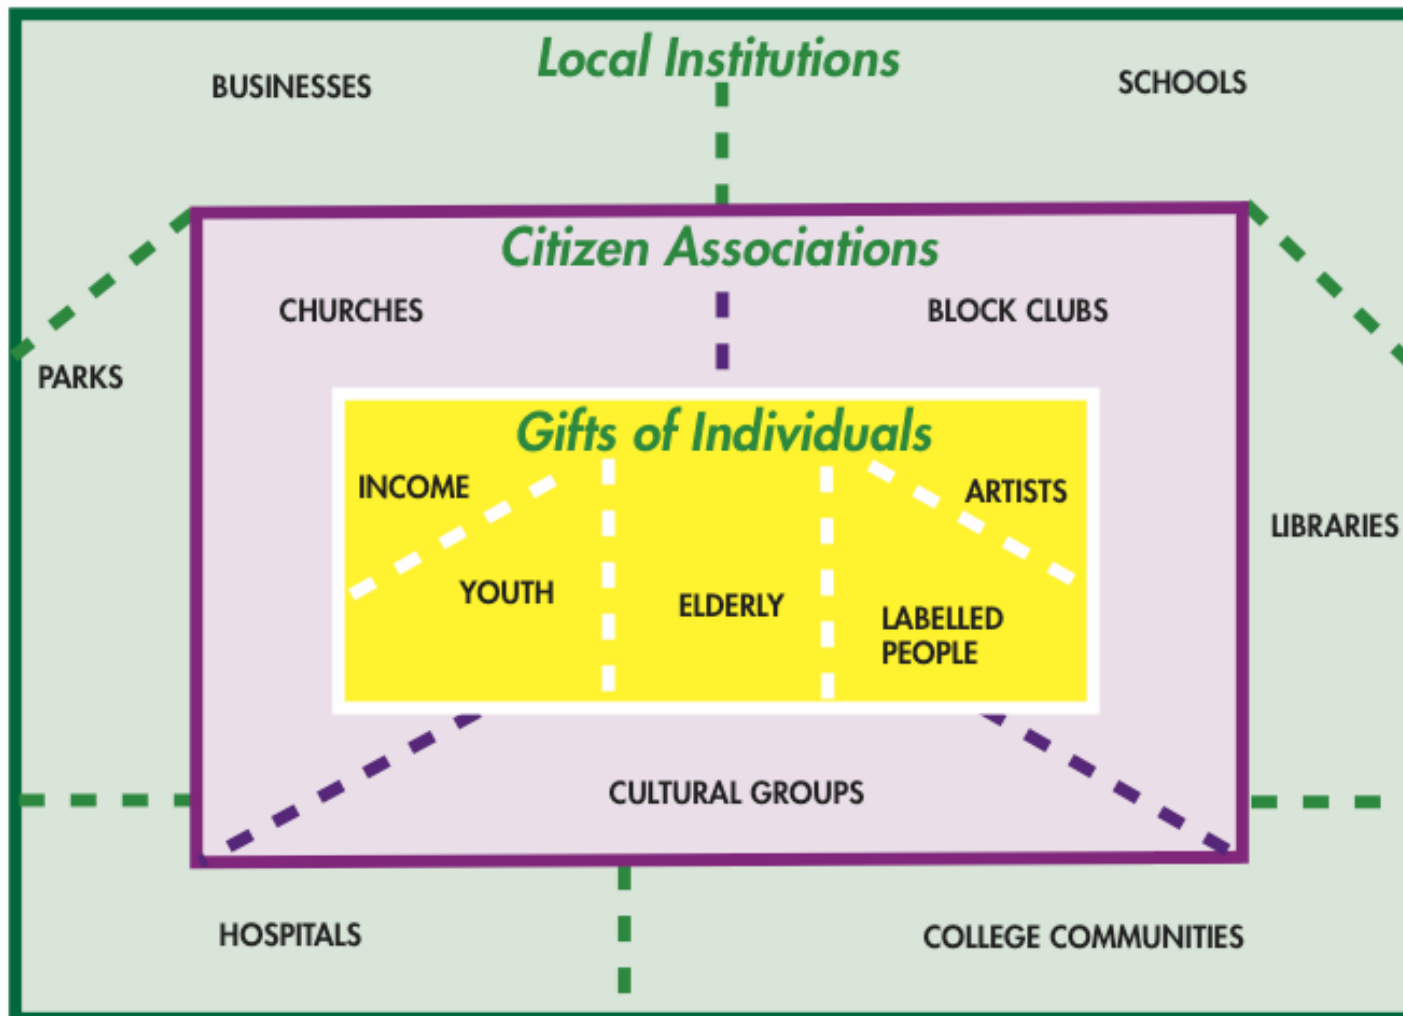 Local Institutions
BUSINESSES
SCHOOLS
Citizen Associations
CHURCHES
BLOCK CLUBS
PARKS
Gifts of Individuals
INCOME
ARTISTS
LIBRARIES
YOUTH
ELDERLY
LABELLED
PEOPLE
CULTURAL GROUPS
HOSPITALS
COLLEGE COMMUNITIES